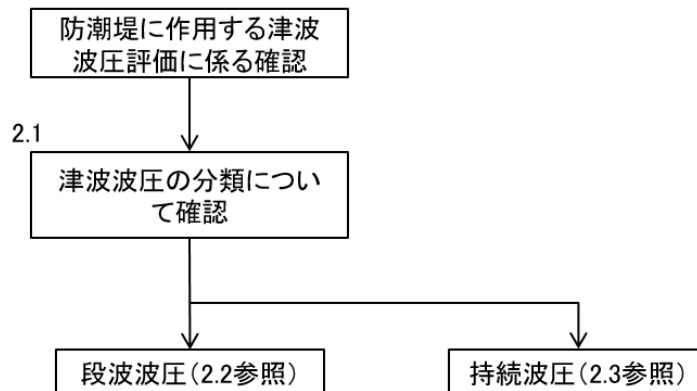 防潮堤に作用する津波
波圧評価に係る確認
2.1
津波波圧の分類につい
て確認
段波波圧(2.2参照)
持続波圧(2.3参照)